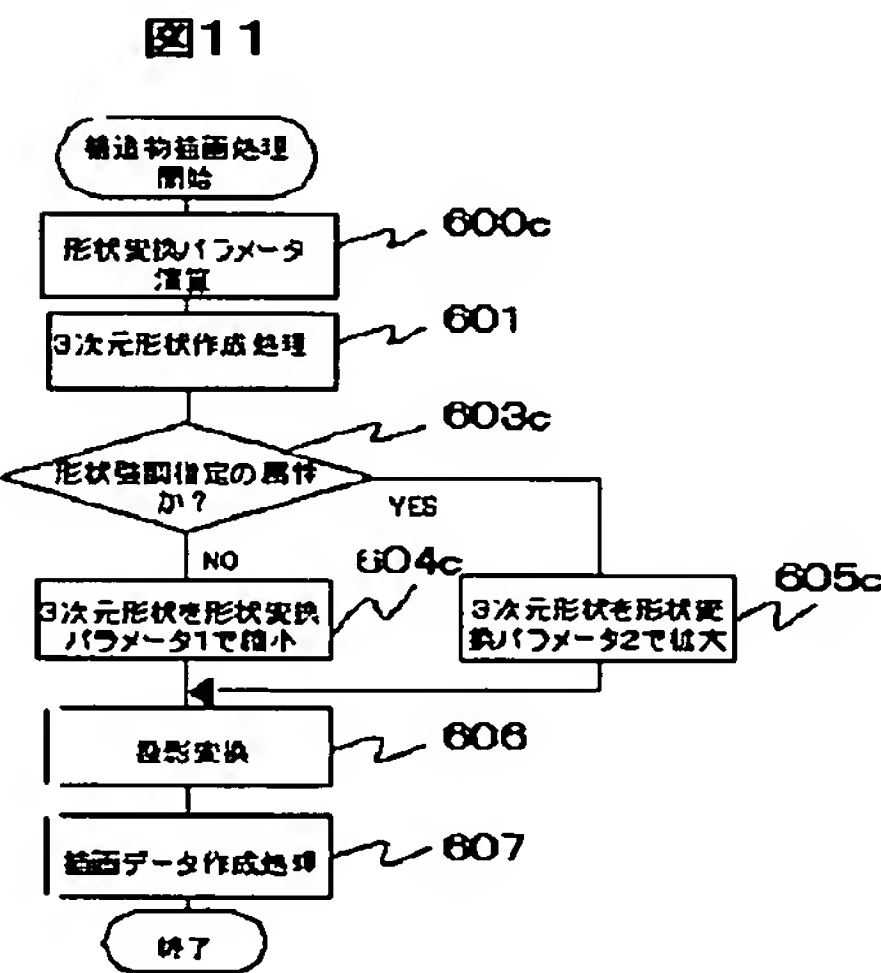 図11
構造物描画処理
開始
形状変換パラメータ
演算
600c
3次元形状作成処理
601
603c
形状強調指定の属性
か？
YES
NO
604c
605c
3次元形状を形状変換
パラメータ1で縮小
3次元形状を形状変
換パラメータ2で拡大
投影変換
606
描画データ作成処理
607
終了